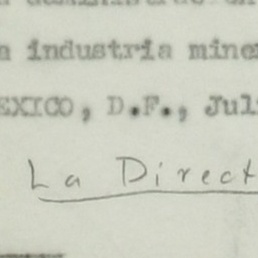 a industria mine
EXICO, D.F., Jul
La Direct